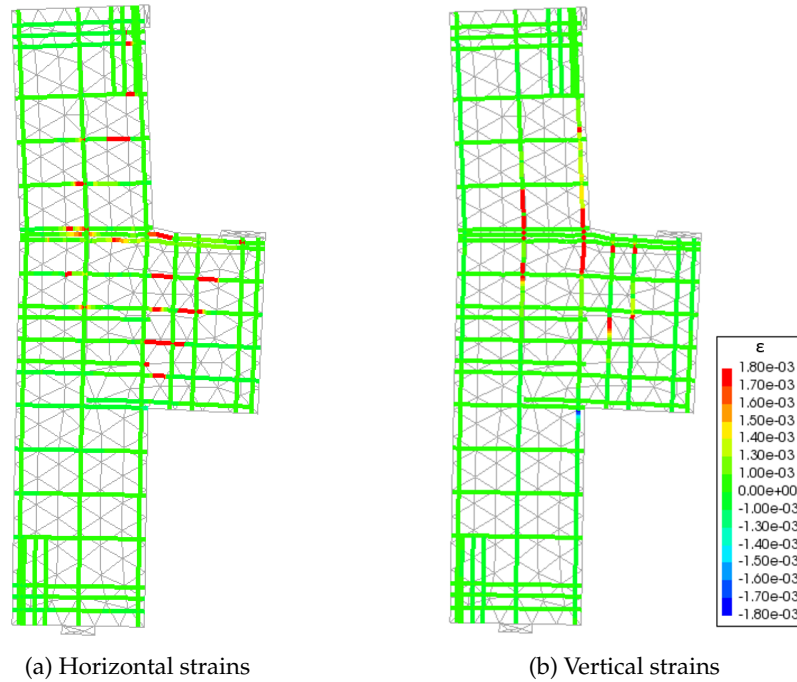 ε
1.80e-03
1.70e-03
1.60e-03
1.50e-03
1.40e-03
1.30e-03
1.00e-03
0.00e+00
-1.00e-03
-1.30e-03
-1.40e-03
-1.50e-03
-1.60e-03
-1.70e-03
-1.80e-03
(a) Horizontal strains
(b) Vertical strains